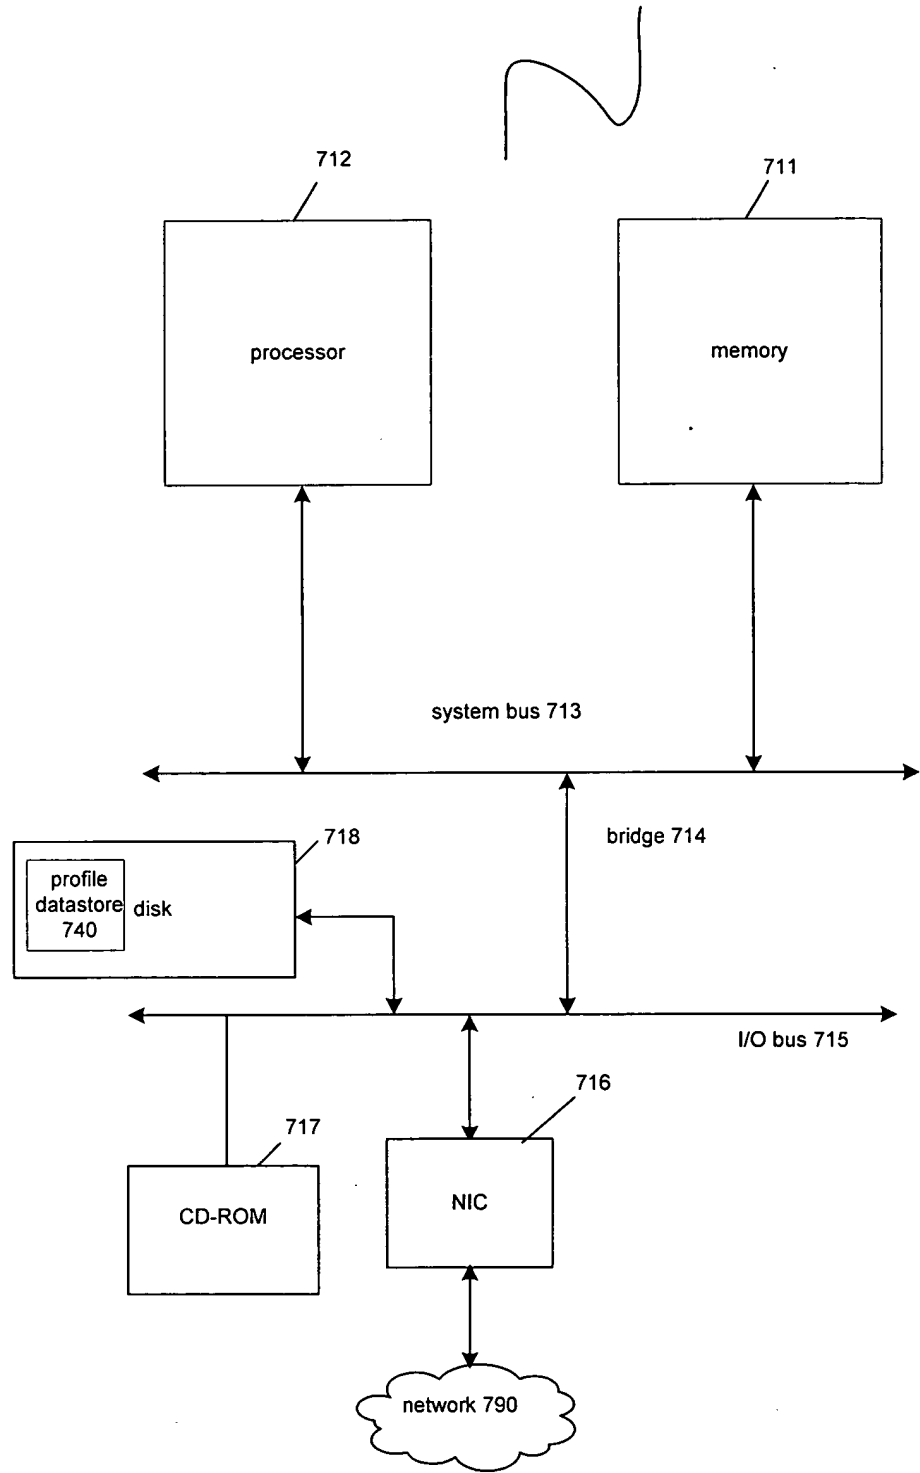 712
711
processor
memory
system bus 713
bridge 714
718
profile
datastore
740
disk
I/O bus 715
716
717
CD-ROM
NIC
network 790